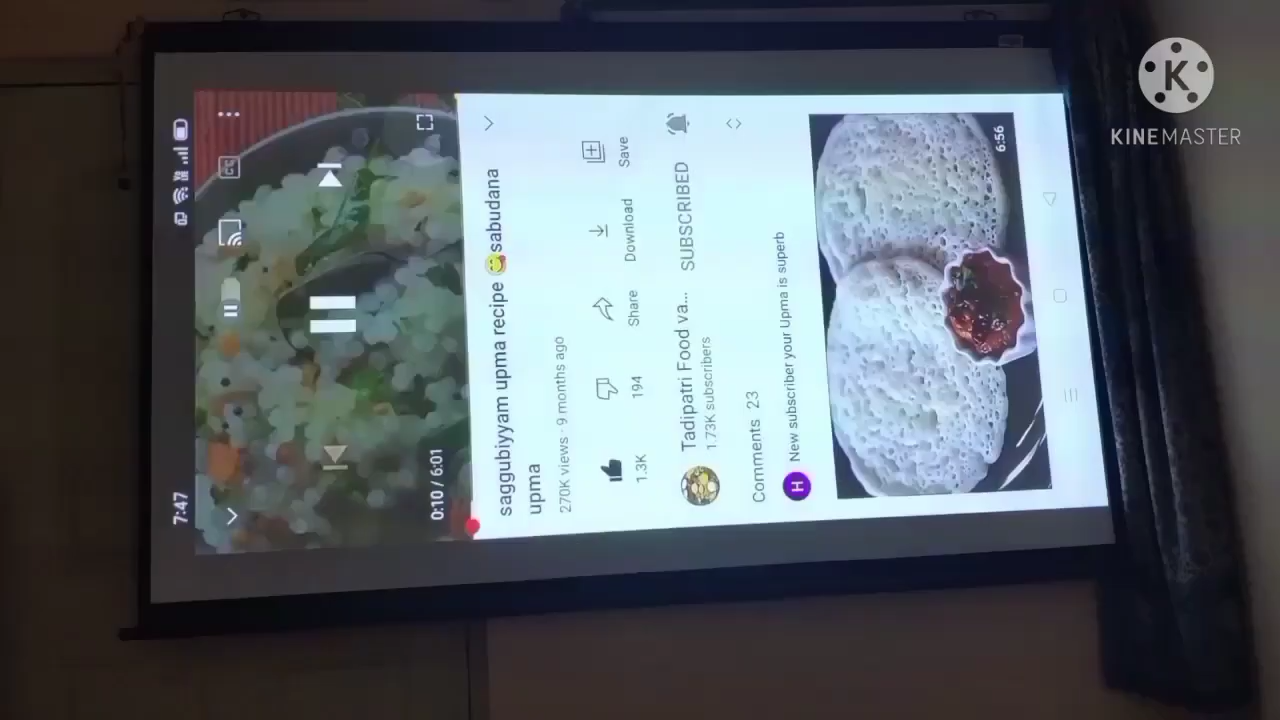 7:47
CC
0:10 / 6:01
saggubiyyam upma recipe 😋sabudana
upma
270K views · 9 months ago
1.3K
194
Share
Download
Save
Tadipatri Food va...
1.73K subscribers
SUBSCRIBED
Comments 23
H
New subscriber your Upma is superb
6:56
K
KINEMASTER